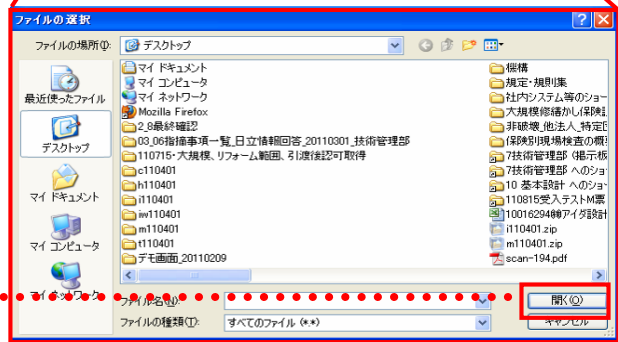 ファイルの選択
ファイルの場所(I):
デスクトップ
最近使ったファイル
デスクトップ
マイ ドキュメント
マイ コンピュータ
マイ ネットワーク
マイ ドキュメント
マイ コンピュータ
マイ ネットワーク
Mozilla Firefox
2_8最終確認
03_06指摘事項一覧_日立情報回答_20110301_技術管理部
110715・大規模、リフォーム範囲、引渡後認可取得
c110401
h110401
i110401
iw110401
m110401
t110401
デモ画面_20110209
機構
規定・規則集
社内システム等のショー
大規模修繕かし保険
非破壊_他法人_特定
(保険別現場検査の概
7技術管理部 (掲示板
7技術管理部 へのショ
10 基本設計 へのショー
110815受入テストM票
i110401.zip
m110401.zip
scan-194.pdf
ファイル名(N):
開く(O)
ファイルの種類(T):
すべてのファイル (*.*)
キャンセル